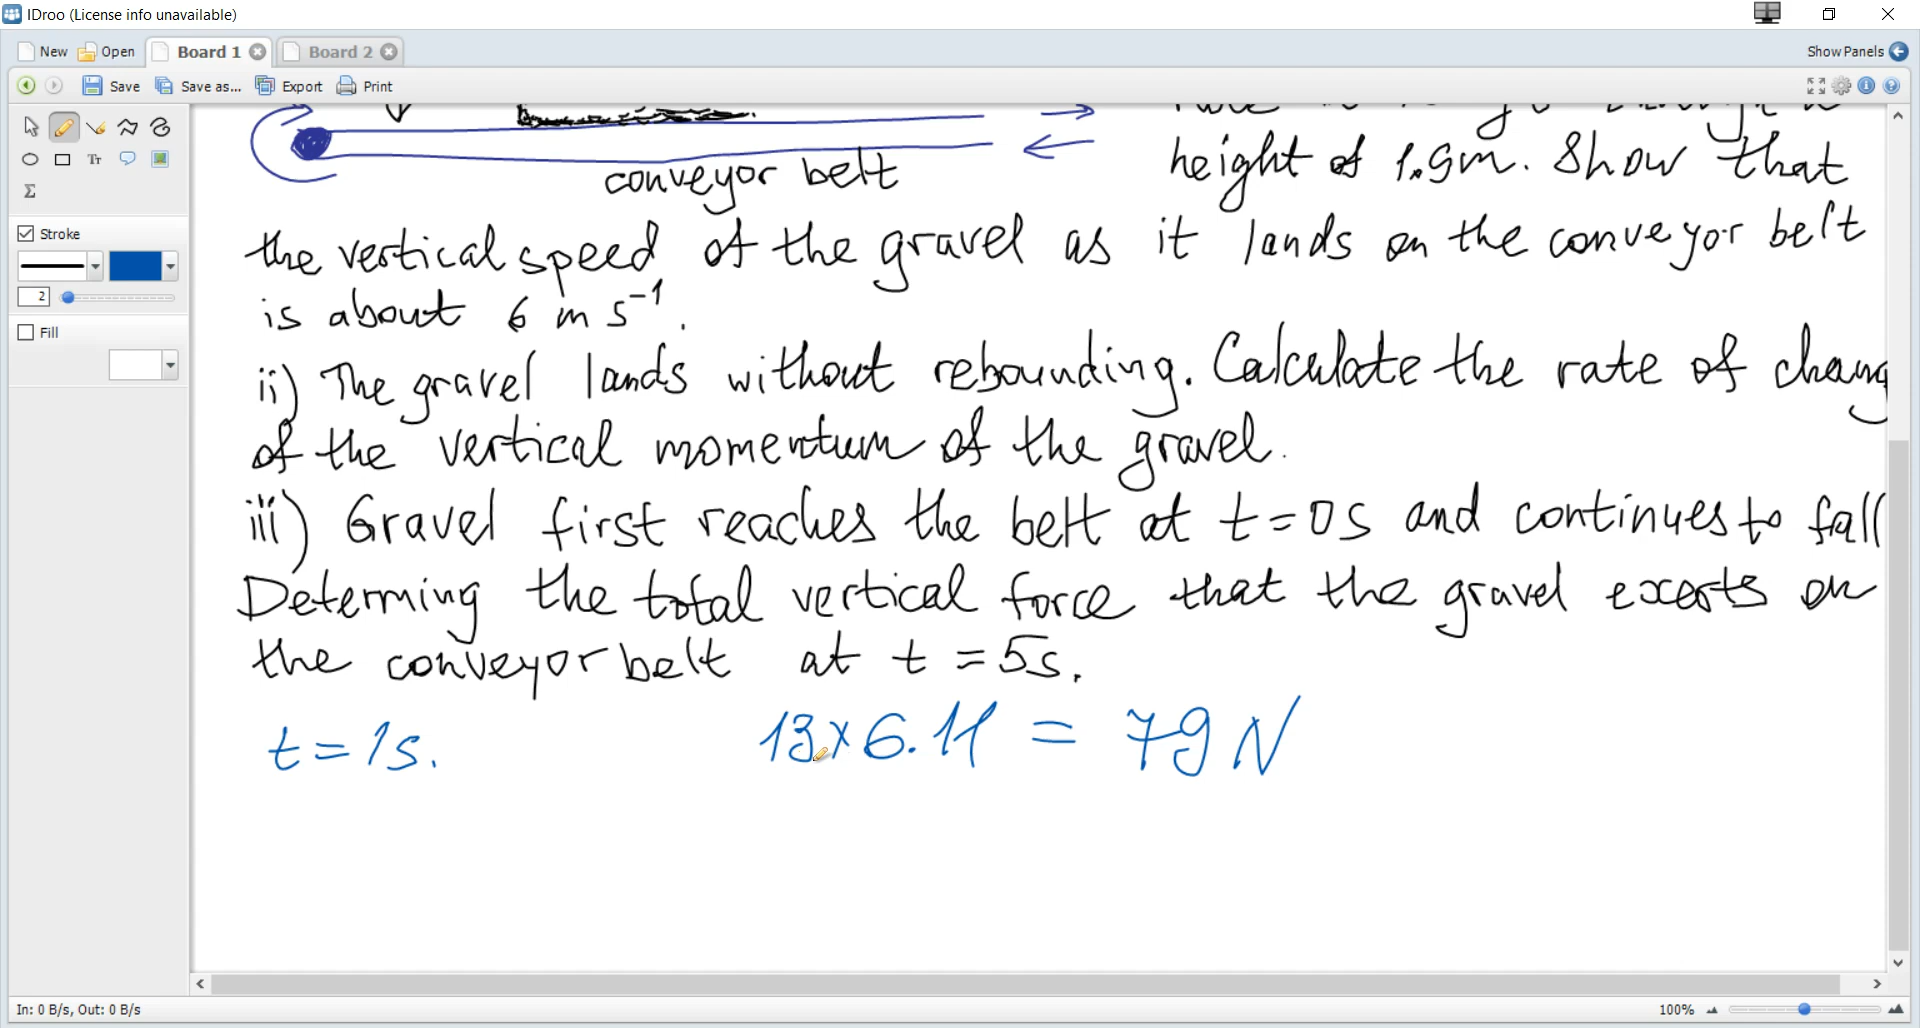 IDroo (License info unavailable)
New Open Board 1 Board 2 Show Panels
Save Save as... Export Print
conveyor belt
height of 1.9m. Show that
the vertical speed of the gravel as it lands on the conveyor belt
is about 6 m s⁻¹.
Stroke
2
Fill
ii) The gravel lands without rebounding. Calculate the rate of chang
of the vertical momentum of the gravel.
iii) Gravel first reaches the belt at t=0s and continues to fall
Determing the total vertical force that the gravel exerts on
the conveyor belt at t=5s.
t=1s. 13×6.11 = 79 N
Tт
Σ
In: 0 B/s, Out: 0 B/s 100%